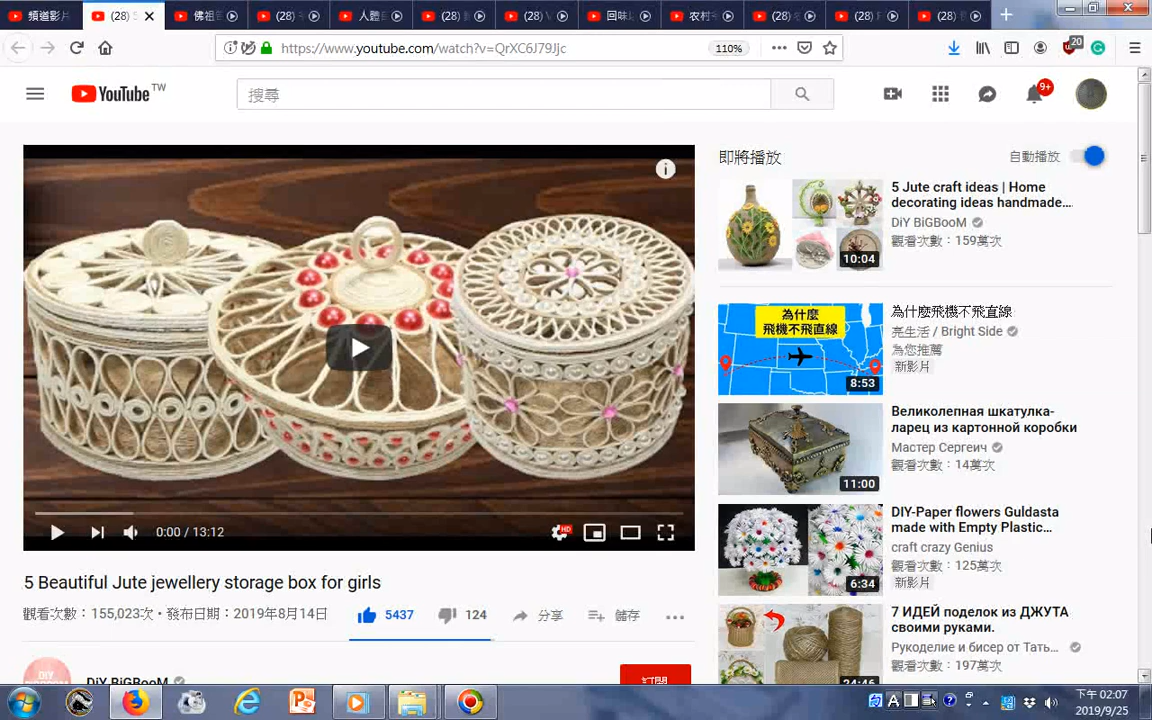 頻道影片
(28) 5
佛祖
(28)
人體
(28)
(28) \
回味
农村
(28)
(28) F
(28)
https://www.youtube.com/watch?v=QrXC6J79Jjc
110%
20
YouTube TW
搜尋
9+
即將播放
自動播放
5 Jute craft ideas | Home
decorating ideas handmade...
DiY BiGBooM
觀看次數：159萬次
10:04
為什麼
飛機不飛直線
8:53
為什麼飛機不飛直線
亮生活 / Bright Side
為您推薦
新影片
Великолепная шкатулка-
ларец из картонной коробки
Мастер Сергеич
觀看次數：14萬次
11:00
DIY-Paper flowers Guldasta
made with Empty Plastic...
craft crazy Genius
觀看次數：125萬次
新影片
6:34
7 ИДЕЙ поделок из ДЖУТА
своими руками.
Рукоделие и бисер от Тать...
觀看次數：197萬次
24:46
0:00 / 13:12
HD
5 Beautiful Jute jewellery storage box for girls
觀看次數：155,023次 • 發布日期：2019年8月14日
5437
124
分享
儲存
DiY BiGBooM
訂閱
下午 02:07
2019/9/25